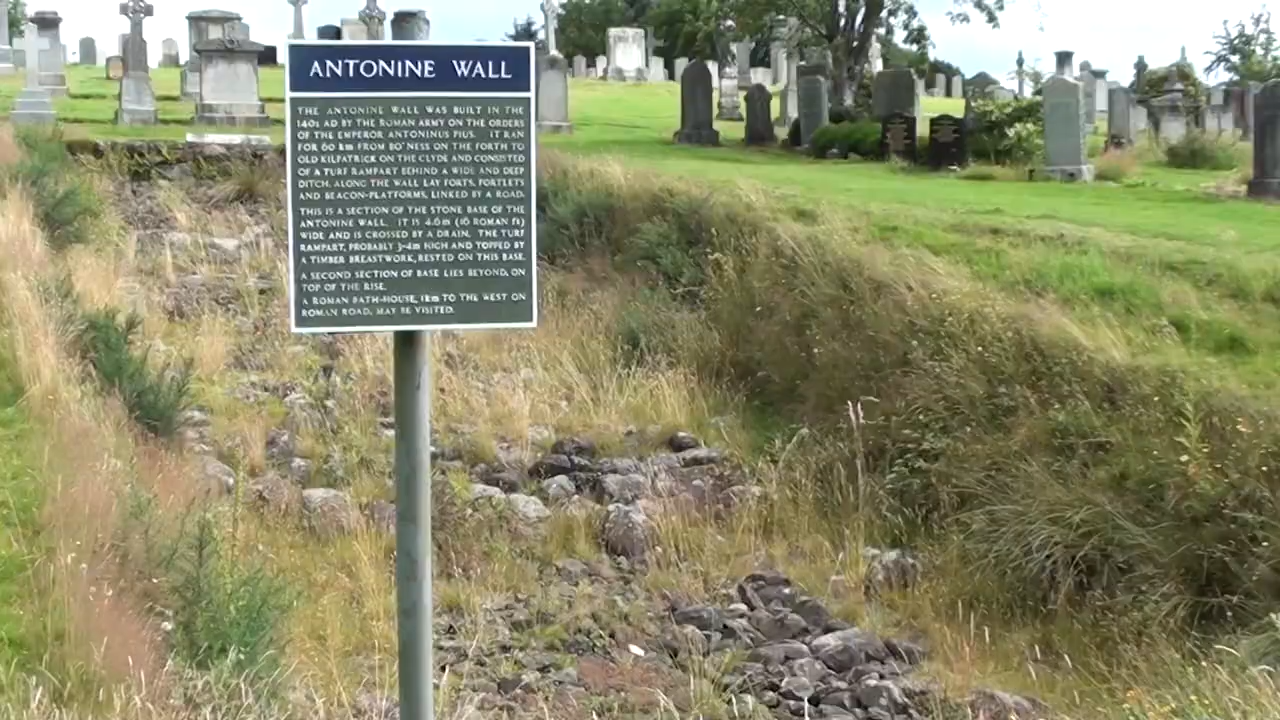 ANTONINE WALL
THE ANTONINE WALL WAS BUILT IN THE
140s AD BY THE ROMAN ARMY ON THE ORDERS
OF THE EMPEROR ANTONINUS PIUS. IT RAN
FOR 60 km FROM BO'NESS ON THE FORTH TO
OLD KILPATRICK ON THE CLYDE AND CONSISTED
OF A TURF RAMPART BEHIND A WIDE AND DEEP
DITCH. ALONG THE WALL LAY FORTS, FORTLETS
AND BEACON-PLATFORMS, LINKED BY A ROAD.
THIS IS A SECTION OF THE STONE BASE OF THE
ANTONINE WALL. IT IS 4.6m (16 ROMAN ft)
WIDE AND IS CROSSED BY A DRAIN. THE TURF
RAMPART, PROBABLY 3-4m HIGH AND TOPPED BY
A TIMBER BREASTWORK, RESTED ON THIS BASE.
A SECOND SECTION OF BASE LIES BEYOND, ON
TOP OF THE RISE.
A ROMAN BATH-HOUSE, 1km TO THE WEST ON
ROMAN ROAD, MAY BE VISITED.